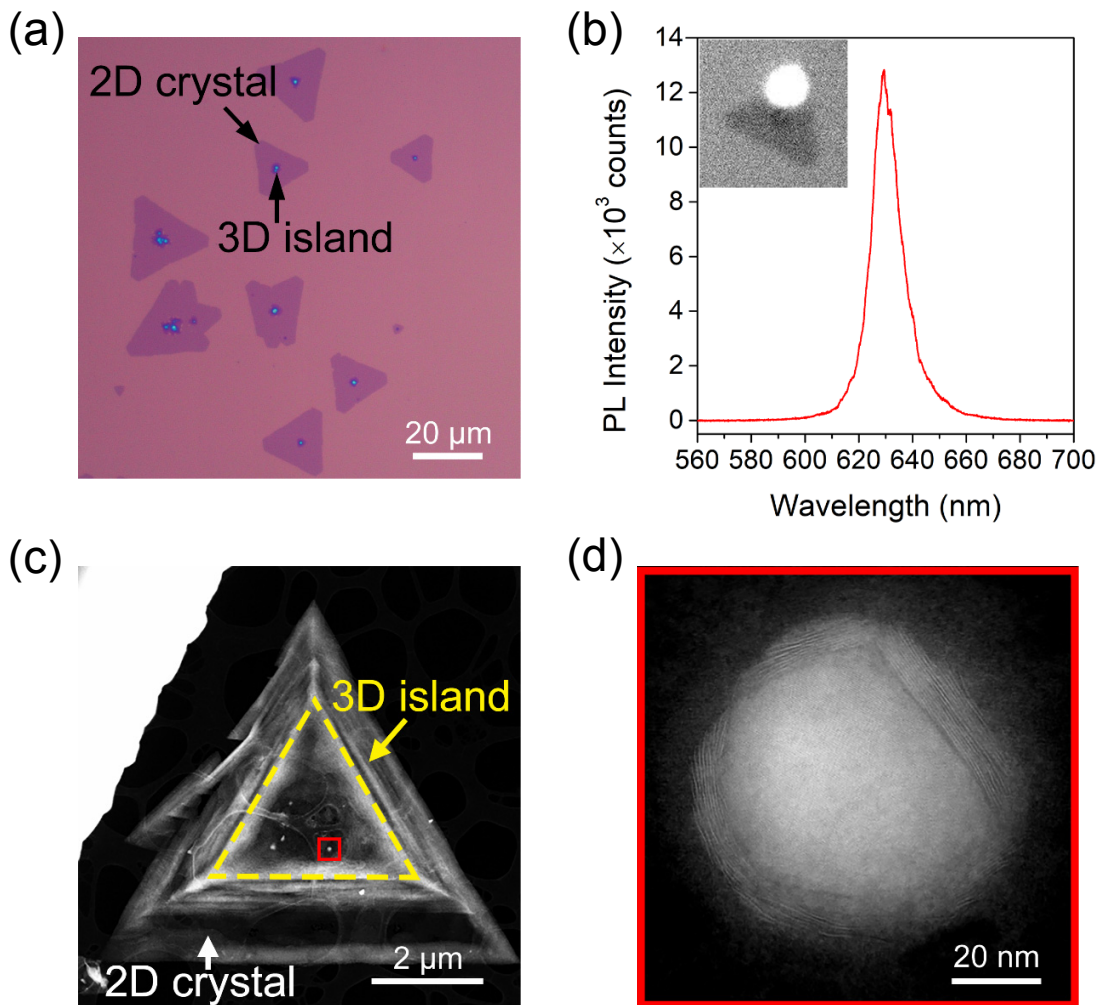 (a)
2D crystal
3D island
20 µm
(b)
PL Intensity (×10³ counts)
14
12
10
8
6
4
2
0
560 580 600 620 640 660 680 700
Wavelength (nm)
(c)
3D island
2D crystal
2 µm
(d)
20 nm